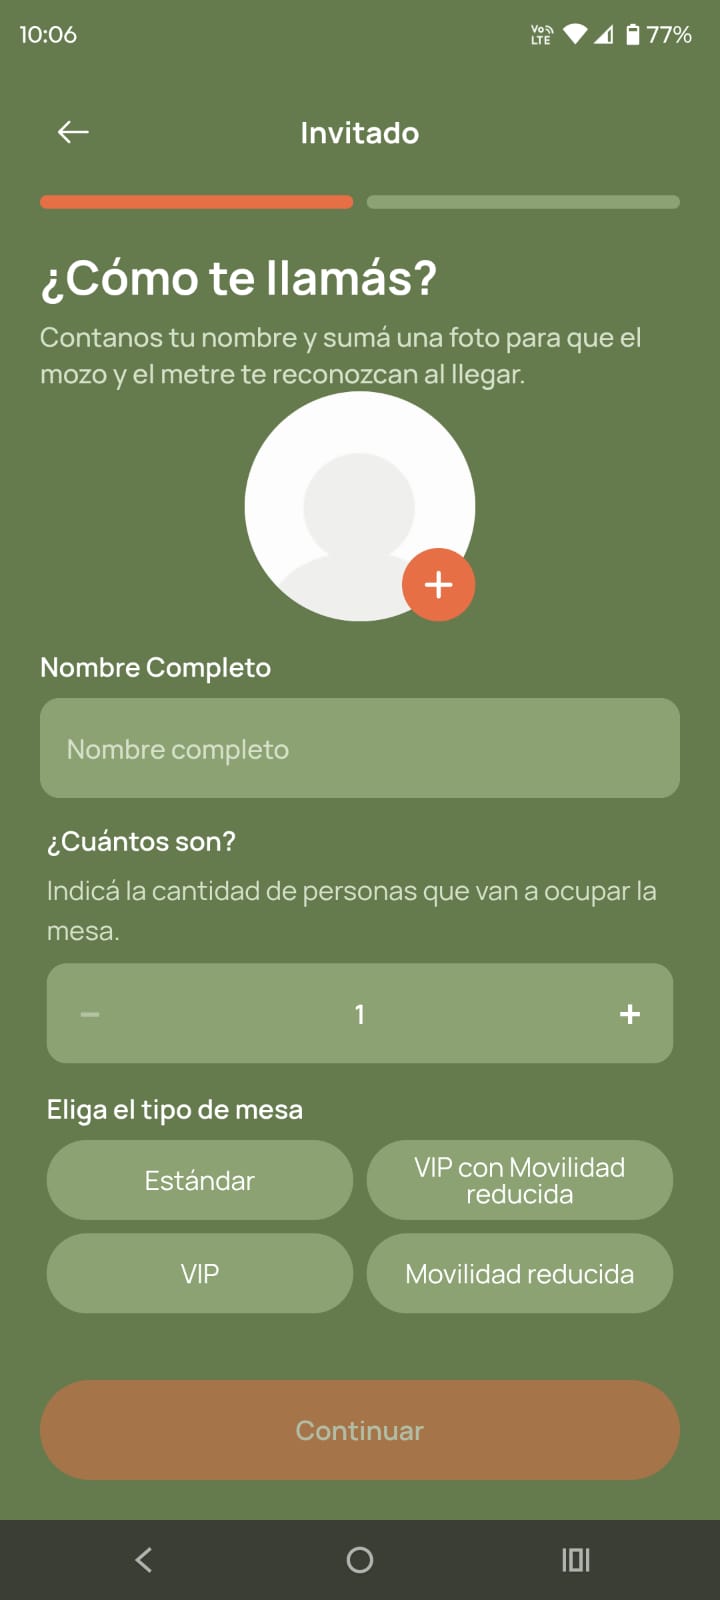 10:06
Vo LTE
77%
Invitado
¿Cómo te llamás?
Contanos tu nombre y sumá una foto para que el
mozo y el metre te reconozcan al llegar.
Nombre Completo
Nombre completo
¿Cuántos son?
Indicá la cantidad de personas que van a ocupar la
mesa.
1
Eliga el tipo de mesa
Estándar
VIP con Movilidad
reducida
VIP
Movilidad reducida
Continuar